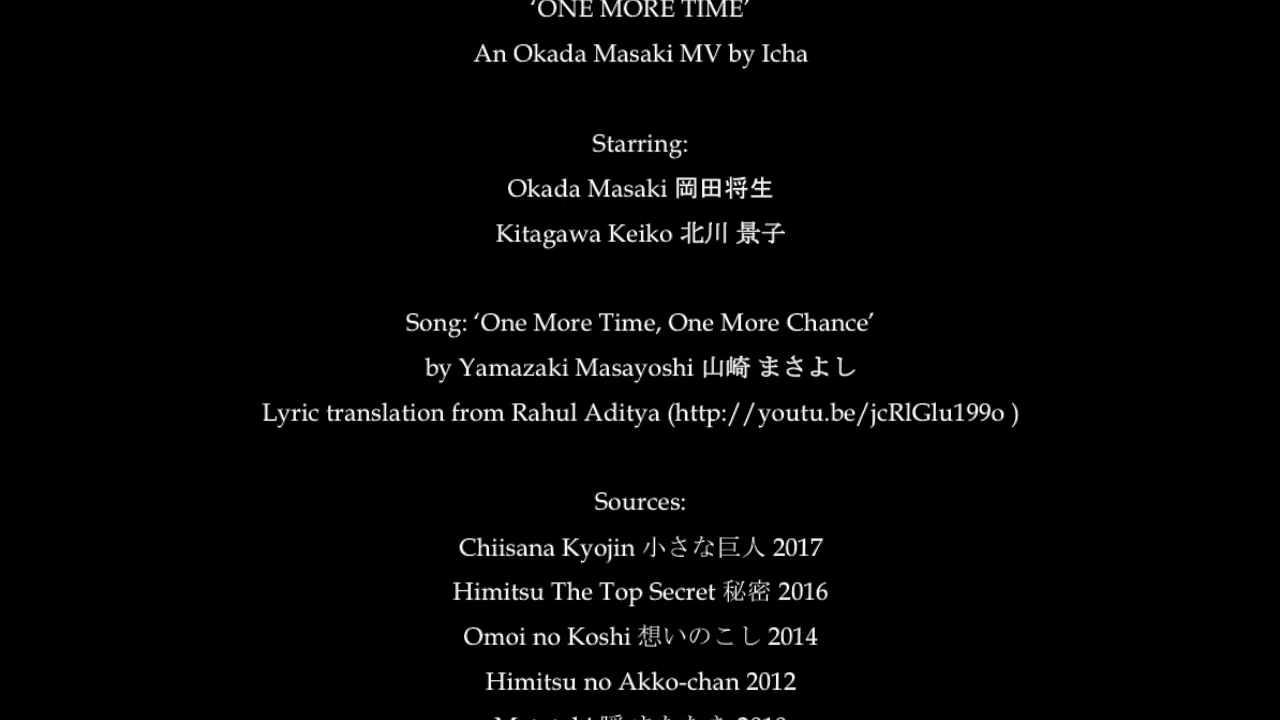 ‘ONE MORE TIME’
An Okada Masaki MV by Icha
Starring:
Okada Masaki 岡田将生
Kitagawa Keiko 北川 景子
Song: ‘One More Time, One More Chance’
by Yamazaki Masayoshi 山崎 まさよし
Lyric translation from Rahul Aditya (http://youtu.be/jcRlGlu199o )
Sources:
Chiisana Kyojin 小さな巨人 2017
Himitsu The Top Secret 秘密 2016
Omoi no Koshi 想いのこし 2014
Himitsu no Akko-chan 2012